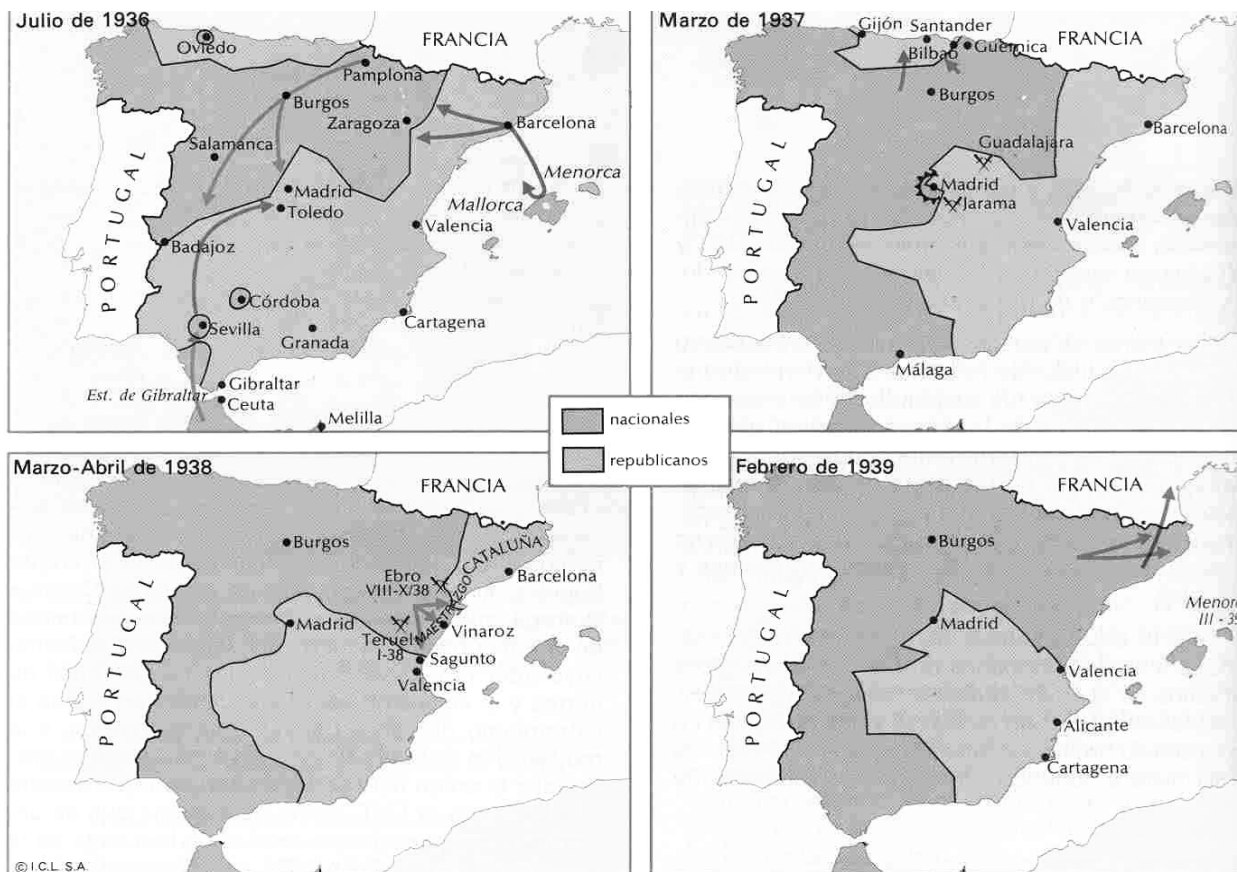 Julio de 1936
Oviedo
FRANCIA
Pamplona
Burgos
Zaragoza
Barcelona
Salamanca
Menorca
Madrid
Mallorca
Toledo
PORTUGAL
Valencia
Badajoz
Córdoba
Cartagena
Sevilla
Granada
Gibraltar
Est. de Gibraltar
Ceuta
Melilla
Marzo de 1937
Gijón
Santander
FRANCIA
Bilbao
Guernica
Burgos
Barcelona
Guadalajara
Madrid
Jarama
PORTUGAL
Valencia
Málaga
nacionales
republicanos
Marzo-Abril de 1938
FRANCIA
Burgos
CATALUÑA
Ebro
VIII-X/38
Barcelona
MAESTRAZGO
Madrid
Teruel
I-38
Vinaroz
Sagunto
Valencia
PORTUGAL
© I.C.L. S.A.
Febrero de 1939
FRANCIA
Burgos
Menor
III - 39
Madrid
PORTUGAL
Valencia
Alicante
Cartagena